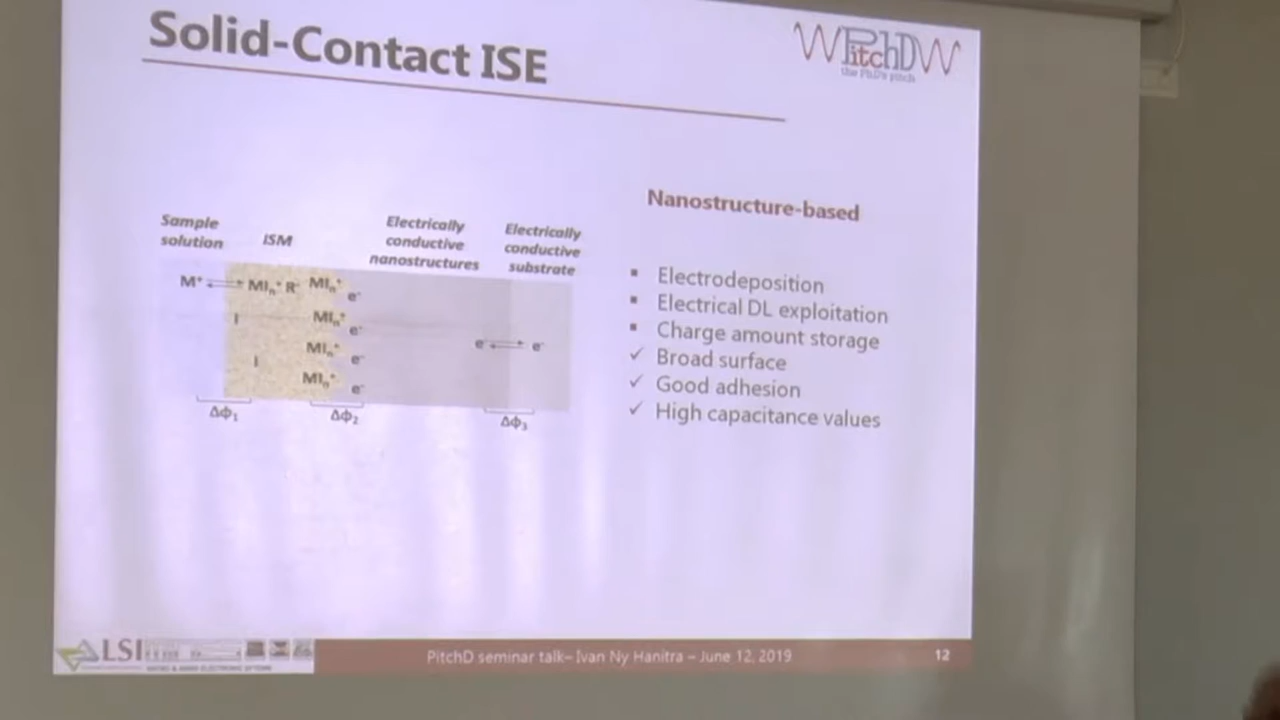 Solid-Contact ISE
WPitchDW
the PhD's pitch
Sample
solution
ISM
Electrically
conductive
nanostructures
Electrically
conductive
substrate
M⁺ MIₙ⁺ R⁻ MIₙ⁺
e⁻
I MIₙ⁺
e⁻
MIₙ⁺
I e⁻
MIₙ⁺
e⁻
e⁻ e⁻
Δϕ₁ Δϕ₂ Δϕ₃
Nanostructure-based
▪ Electrodeposition
▪ Electrical DL exploitation
▪ Charge amount storage
✓ Broad surface
✓ Good adhesion
✓ High capacitance values
LSI
PitchD seminar talk– Ivan Ny Hanitra – June 12, 2019
12